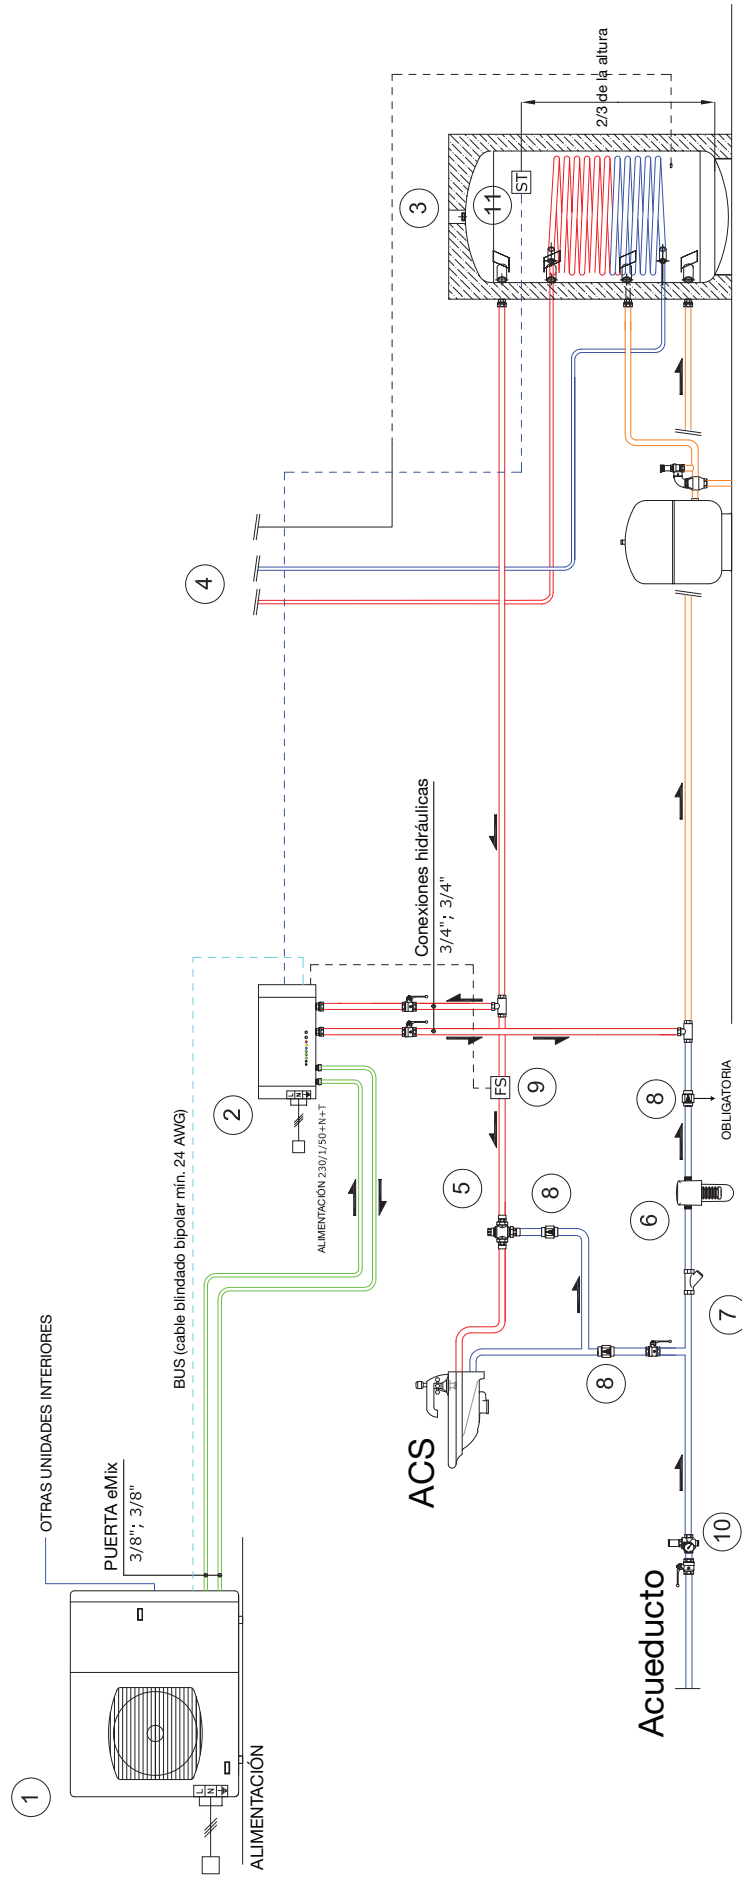 1
L
N
ALIMENTACIÓN
OTRAS UNIDADES INTERIORES
PUERTA eMix
3/8"; 3/8"
BUS (cable blindado bipolar mín. 24 AWG)
2
L
N
ALIMENTACIÓN 230/1/50+N+T
Conexiones hidráulicas
3/4"; 3/4"
4
3
11
ST
2/3 de la altura
ACS
5
FS
9
8
8
Acueducto
10
7
6
8
OBLIGATORIA